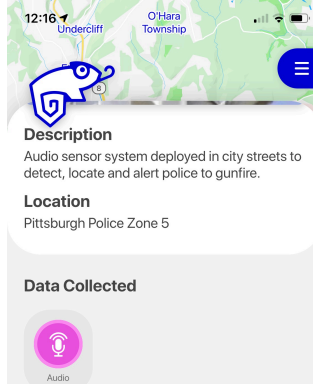 12:16
O'Hara
Township
Undercliff
8
Description
Audio sensor system deployed in city streets to
detect, locate and alert police to gunfire.
Location
Pittsburgh Police Zone 5
Data Collected
Audio